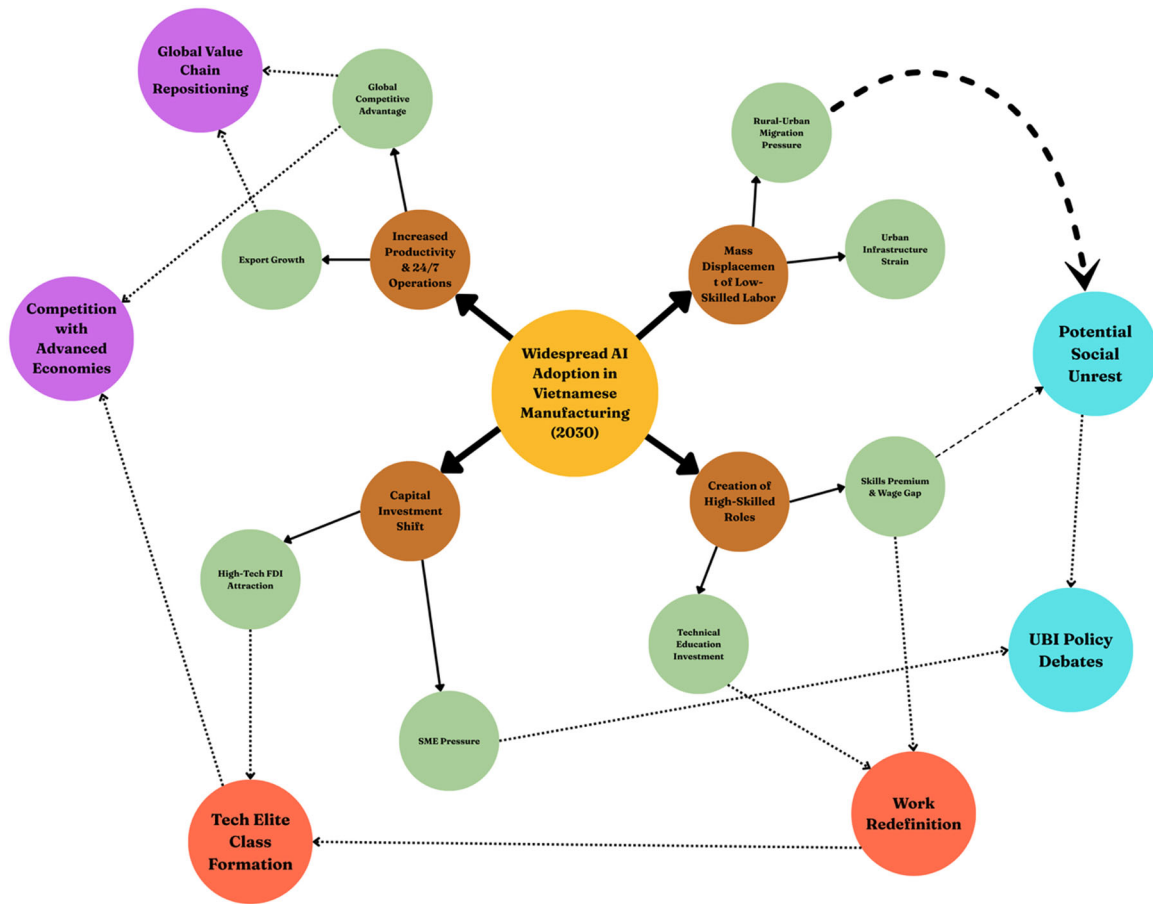 Global Value
Chain
Repositioning
Global
Competitive
Advantage
Rural-Urban
Migration
Pressure
Export Growth
Increased
Productivity
& 24/7
Operations
Mass
Displacemen
t of Low-
Skilled Labor
Urban
Infrastructure
Strain
Competition
with
Advanced
Economies
Widespread AI
Adoption in
Vietnamese
Manufacturing
(2030)
Potential
Social
Unrest
Capital
Investment
Shift
Creation of
High-Skilled
Roles
Skills Premium
& Wage Gap
High-Tech FDI
Attraction
Technical
Education
Investment
UBI Policy
Debates
SME Pressure
Tech Elite
Class
Formation
Work
Redefinition